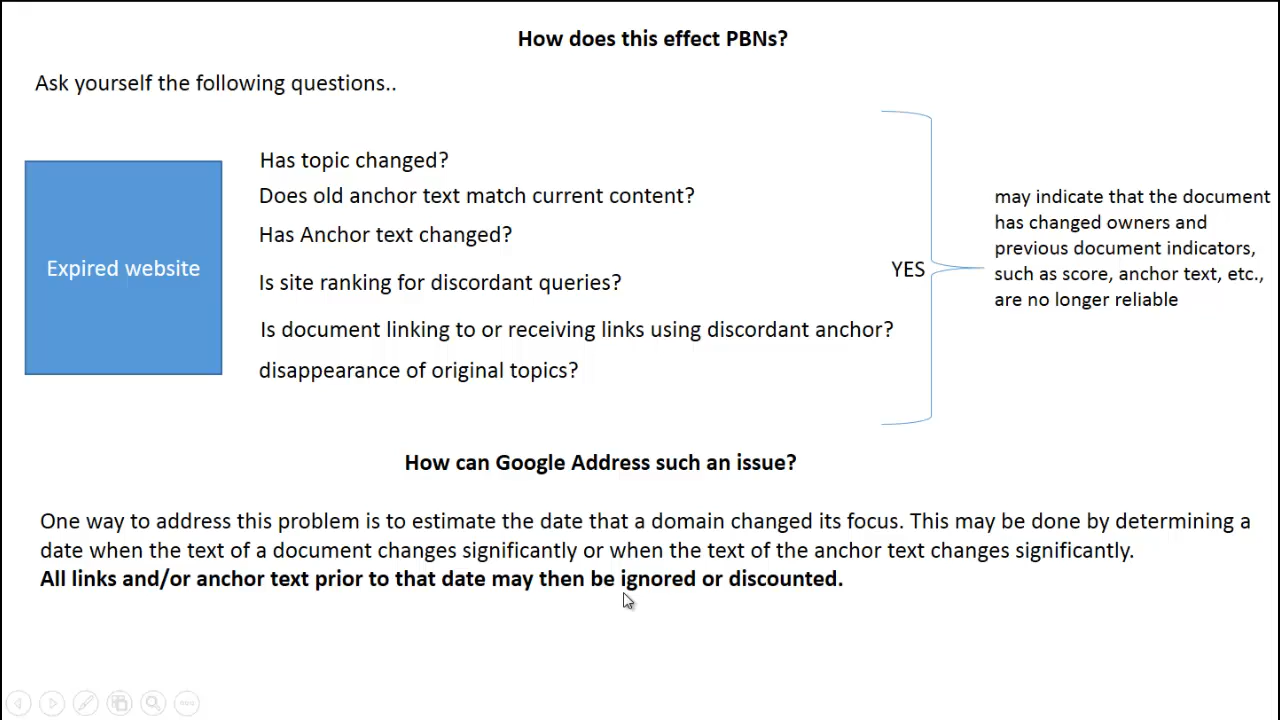 How does this effect PBNs?
Ask yourself the following questions..
Expired website
Has topic changed?
Does old anchor text match current content?
Has Anchor text changed?
Is site ranking for discordant queries?
Is document linking to or receiving links using discordant anchor?
disappearance of original topics?
YES
may indicate that the document
has changed owners and
previous document indicators,
such as score, anchor text, etc.,
are no longer reliable
How can Google Address such an issue?
One way to address this problem is to estimate the date that a domain changed its focus. This may be done by determining a
date when the text of a document changes significantly or when the text of the anchor text changes significantly.
All links and/or anchor text prior to that date may then be ignored or discounted.